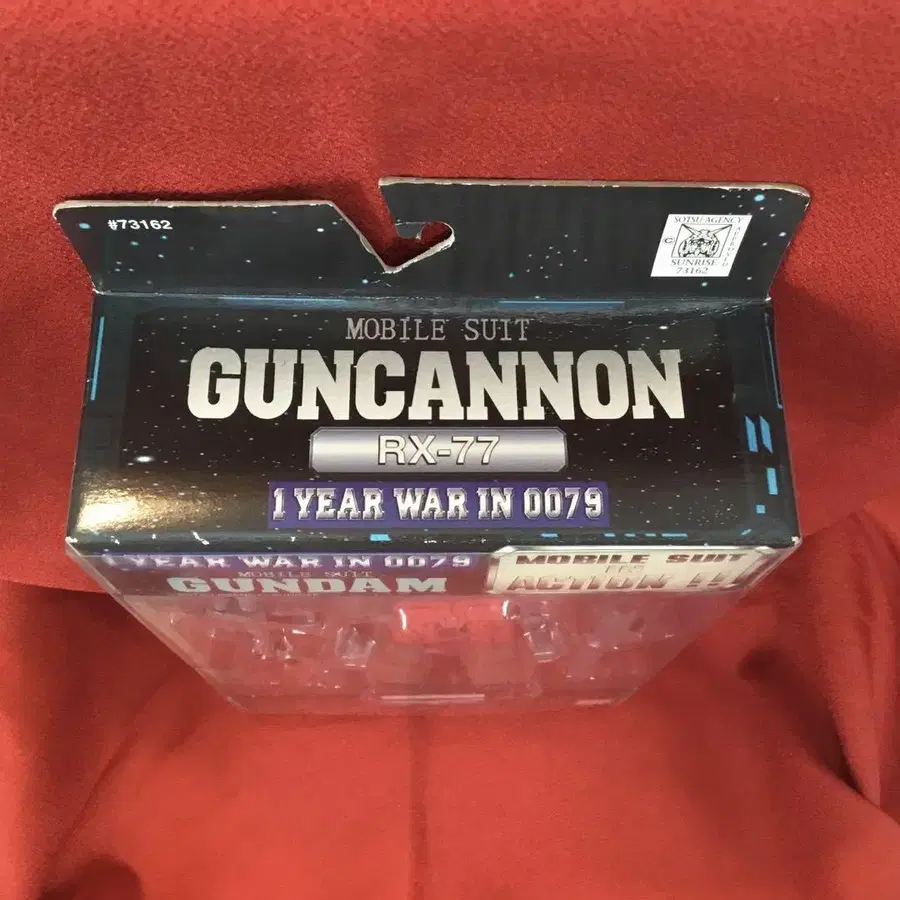 #73162
SOTSU AGENCY
APPROVED
©
SUNRISE
73162
MOBILE SUIT
GUNCANNON
RX-77
1 YEAR WAR IN 0079
YEAR WAR IN 0079
MOBILE SUIT
GUNDAM
MOBILE SUIT
ACTION